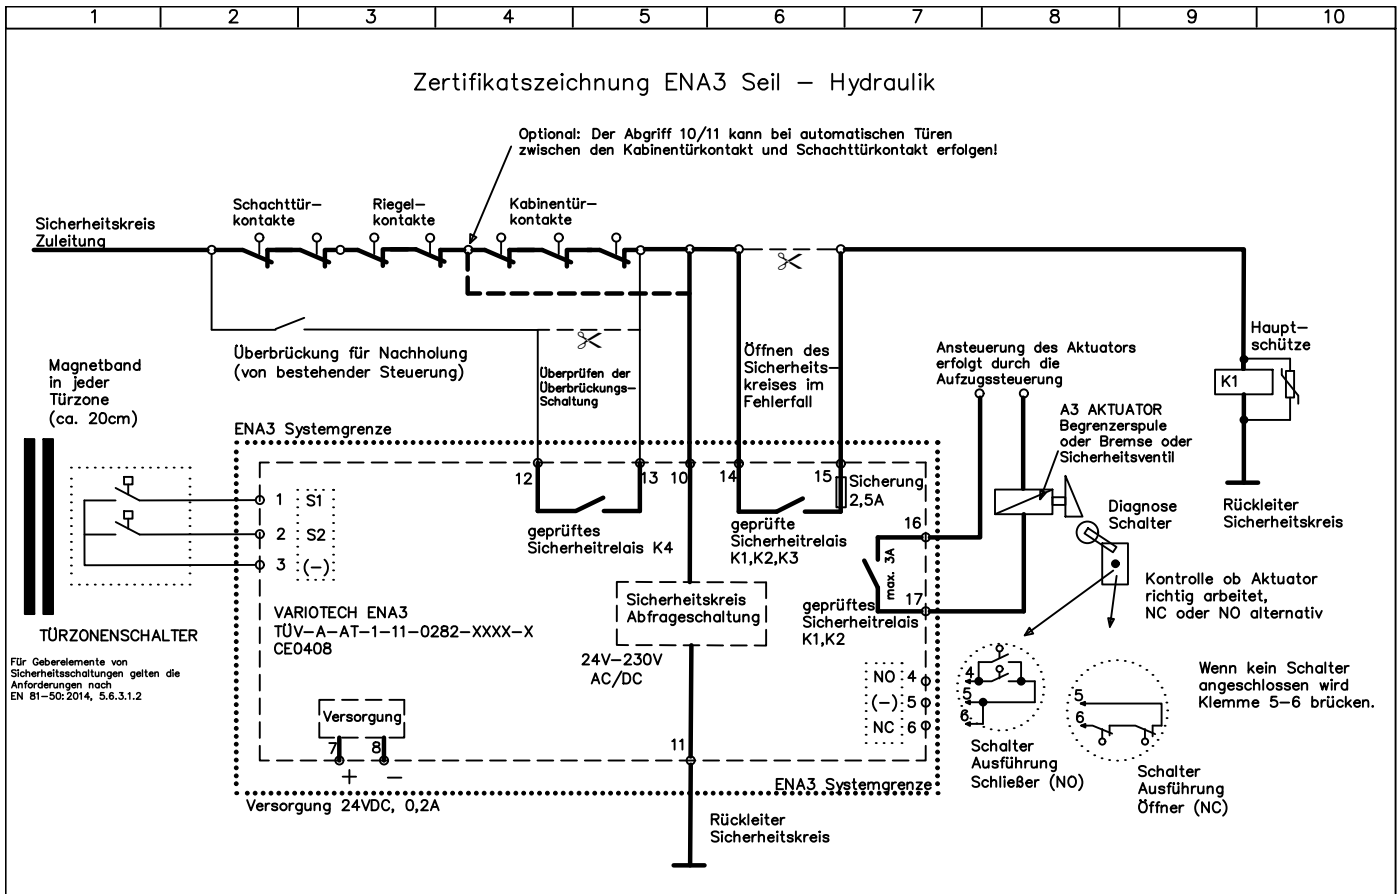 1 2 3 4 5 6 7 8 9 10
Zertifikatszeichnung ENA3 Seil – Hydraulik
Optional: Der Abgriff 10/11 kann bei automatischen Türen
zwischen den Kabinentürkontakt und Schachttürkontakt erfolgen!
Sicherheitskreis
Zuleitung
Schachttür–
kontakte
Riegel–
kontakte
Kabinentür–
kontakte
Überbrückung für Nachholung
(von bestehender Steuerung)
Überprüfen der
Überbrückungs–
Schaltung
Öffnen des
Sicherheits–
kreises im
Fehlerfall
Ansteuerung des Aktuators
erfolgt durch die
Aufzugssteuerung
Haupt–
schütze
K1
Rückleiter
Sicherheitskreis
Magnetband
in jeder
Türzone
(ca. 20cm)
TÜRZONENSCHALTER
Für Geberelemente von
Sicherheitsschaltungen gelten die
Anforderungen nach
EN 81–50:2014, 5.6.3.1.2
ENA3 Systemgrenze
1 S1
2 S2
3 (–)
12
13
10
14
15
Sicherung
2,5A
geprüftes
Sicherheitrelais K4
geprüfte
Sicherheitrelais
K1,K2,K3
16
max. 3A
17
geprüftes
Sicherheitrelais
K1,K2
VARIOTECH ENA3
TÜV–A–AT–1–11–0282–XXXX–X
CE0408
Sicherheitskreis
Abfrageschaltung
24V–230V
AC/DC
Versorgung
7 8
+ –
Versorgung 24VDC, 0,2A
11
Rückleiter
Sicherheitskreis
NO 4
(–) 5
NC 6
ENA3 Systemgrenze
A3 AKTUATOR
Begrenzerspule
oder Bremse oder
Sicherheitsventil
Diagnose
Schalter
Kontrolle ob Aktuator
richtig arbeitet,
NC oder NO alternativ
4
5
6
Schalter
Ausführung
Schließer (NO)
5
6
Schalter
Ausführung
Öffner (NC)
Wenn kein Schalter
angeschlossen wird
Klemme 5–6 brücken.